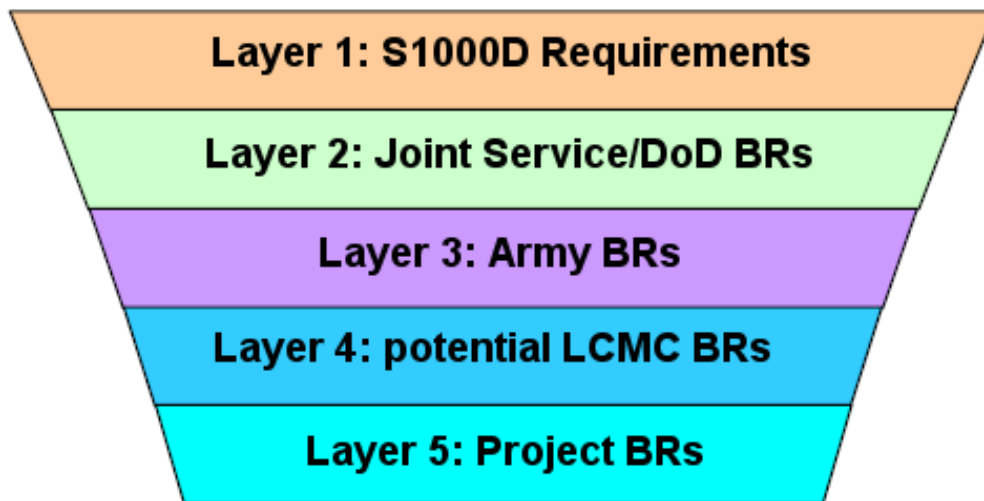 Layer 1: S1000D Requirements
Layer 2: Joint Service/DoD BRs
Layer 3: Army BRs
Layer 4: potential LCMC BRs
Layer 5: Project BRs